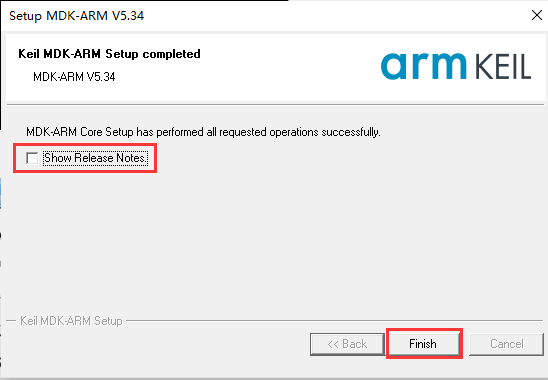 Setup MDK-ARM V5.34
Keil MDK-ARM Setup completed
MDK-ARM V5.34
arm KEIL
MDK-ARM Core Setup has performed all requested operations successfully.
Show Release Notes.
Keil MDK-ARM Setup
<< Back
Finish
Cancel